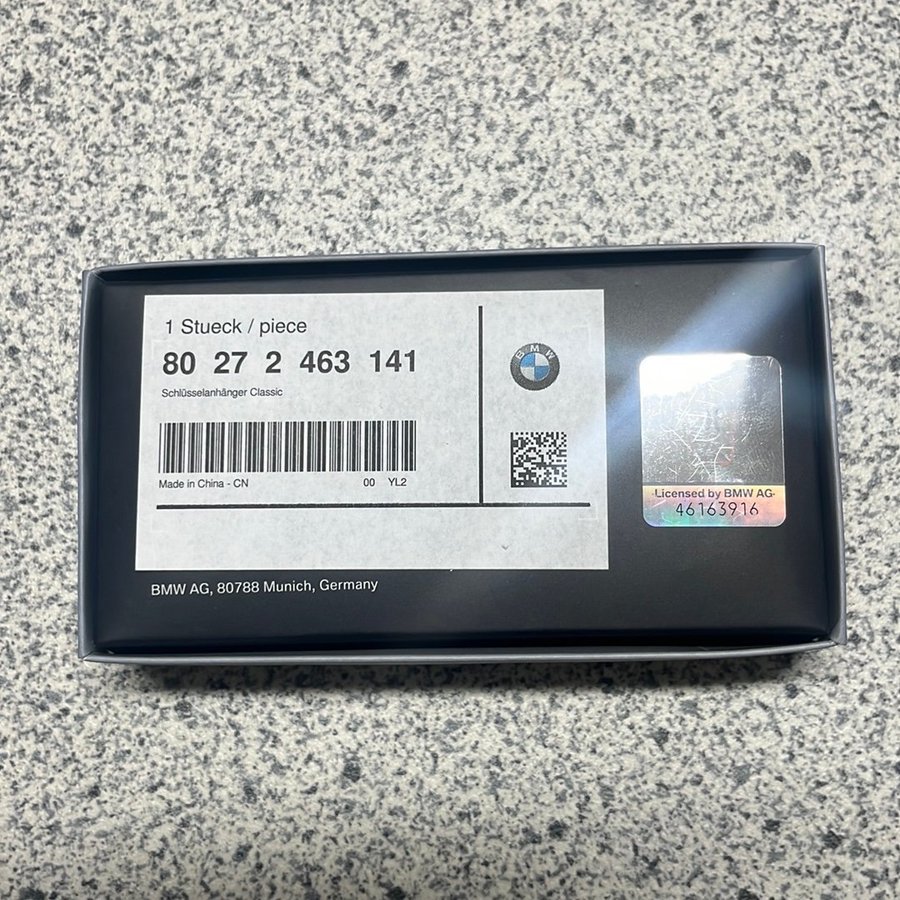 1 Stueck / piece
80 27 2 463 141
Schlüsselanhänger Classic
Made in China - CN 00 YL2
BMW
BMW AG, 80788 Munich, Germany
·Licensed by BMW AG·
46163916